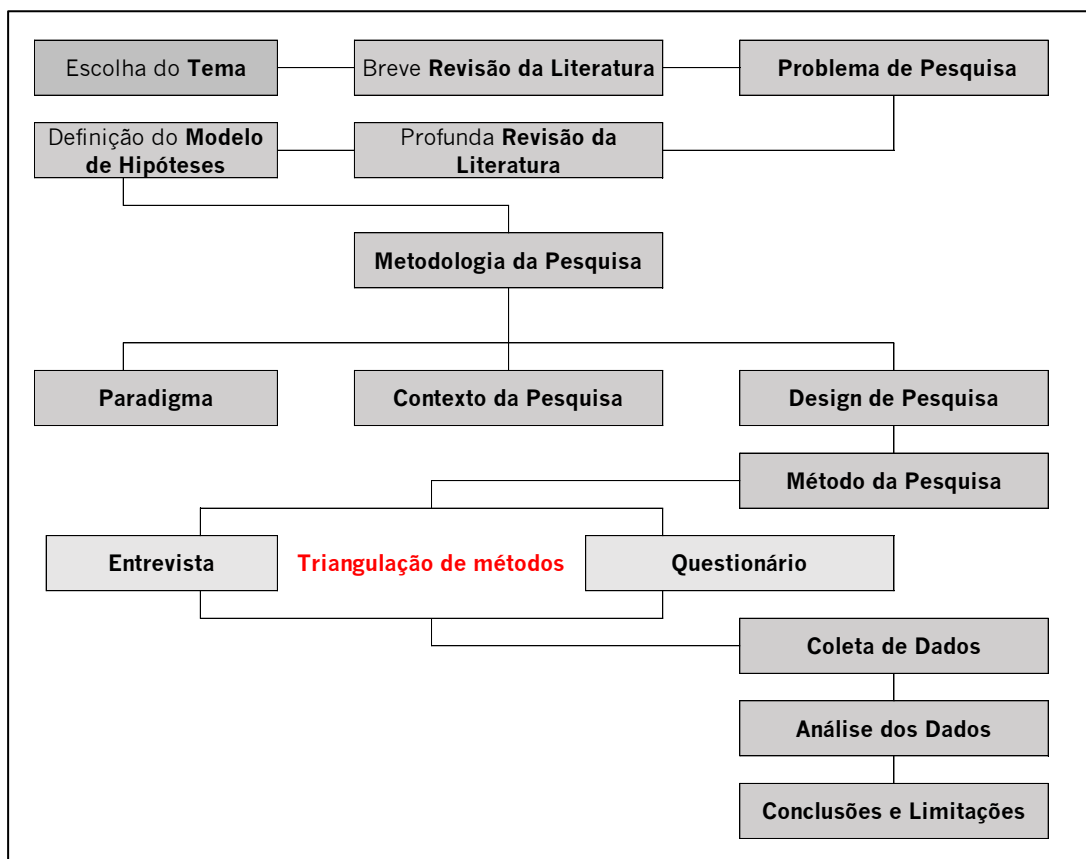 Escolha do Tema
Breve Revisão da Literatura
Problema de Pesquisa
Definição do Modelo
de Hipóteses
Profunda Revisão da
Literatura
Metodologia da Pesquisa
Paradigma
Contexto da Pesquisa
Design de Pesquisa
Método da Pesquisa
Entrevista
Triangulação de métodos
Questionário
Coleta de Dados
Análise dos Dados
Conclusões e Limitações